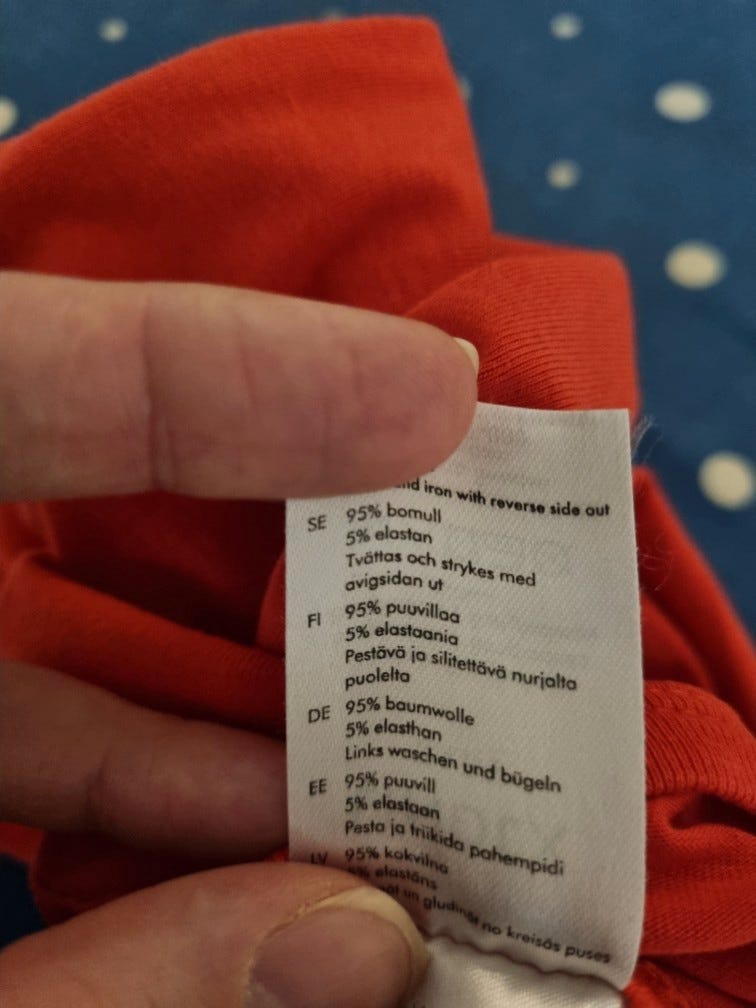 iron with reverse side out
SE 95% bomull
5% elastan
Tvättas och strykes med
avigsidan ut
FI 95% puuvillaa
5% elastaania
Pestävä ja silitettävä nurjalta
puolelta
DE 95% baumwolle
5% elasthan
Links waschen und bügeln
EE 95% puuvill
5% elastaan
Pesta ja triikida pahempidi
LV 95% kokvilna
elastāns
un gludināt no kreisās puses